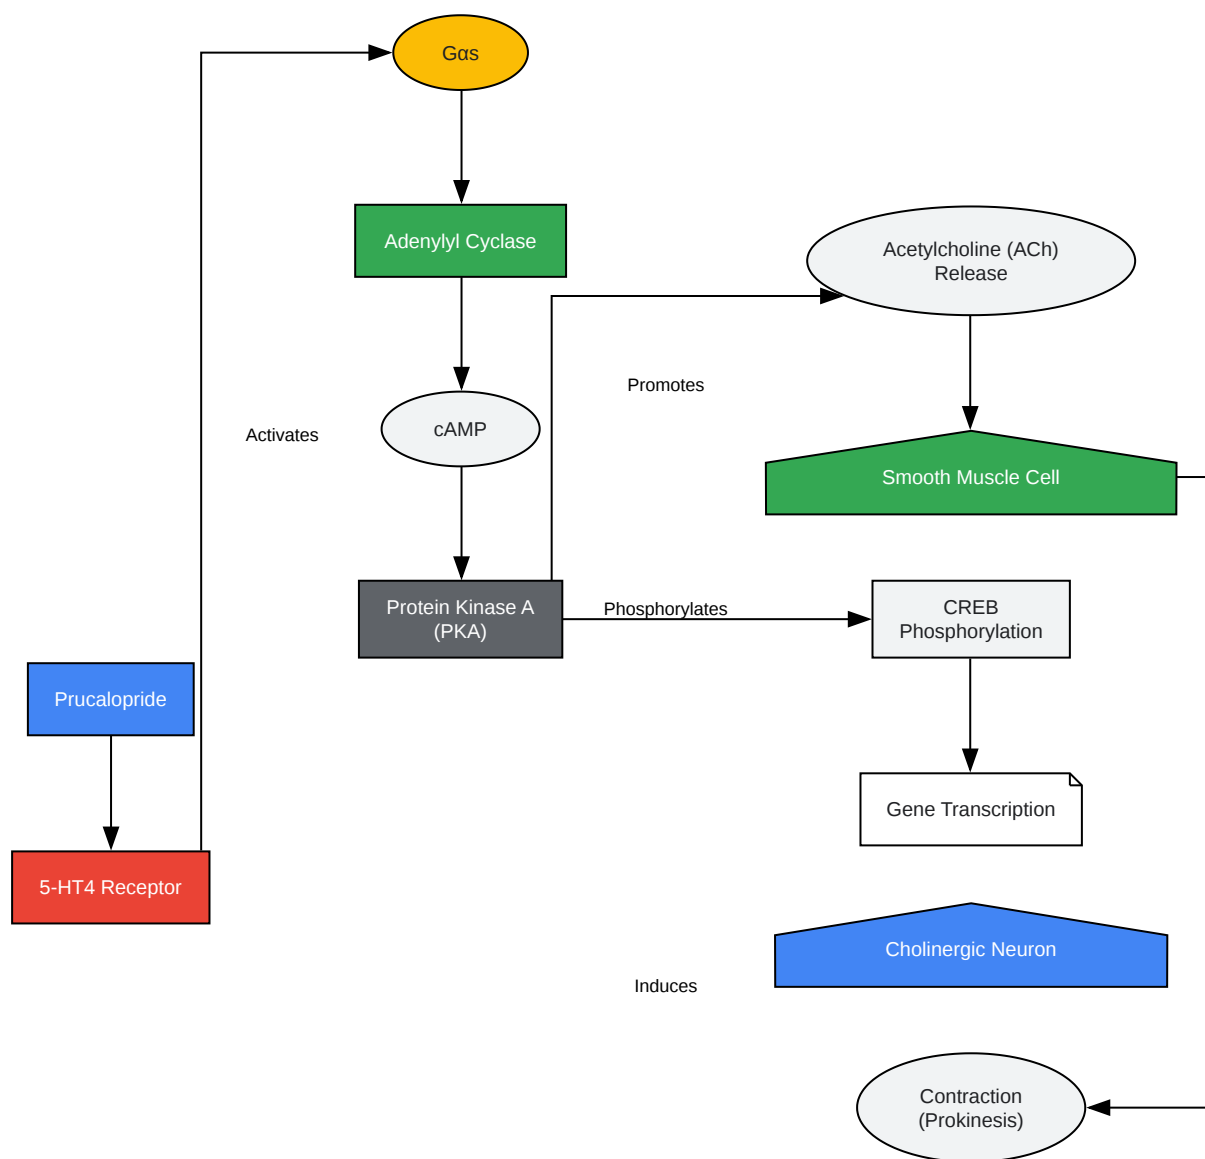 Gαs
Adenylyl Cyclase
Acetylcholine (ACh)
Release
Promotes
Activates
cAMP
Smooth Muscle Cell
Protein Kinase A
(PKA)
Phosphorylates
CREB
Phosphorylation
Prucalopride
Gene Transcription
5-HT4 Receptor
Cholinergic Neuron
Induces
Contraction
(Prokinesis)